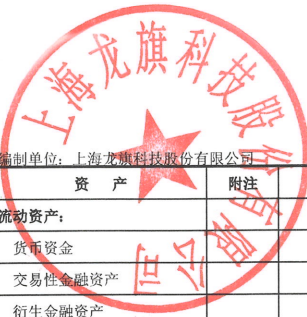 上海龙旗科技股份有限公司
编制单位：上海龙旗科技股份有限公司
资 产 附注
流动资产：
货币资金
交易性金融资产
衍生金融资产